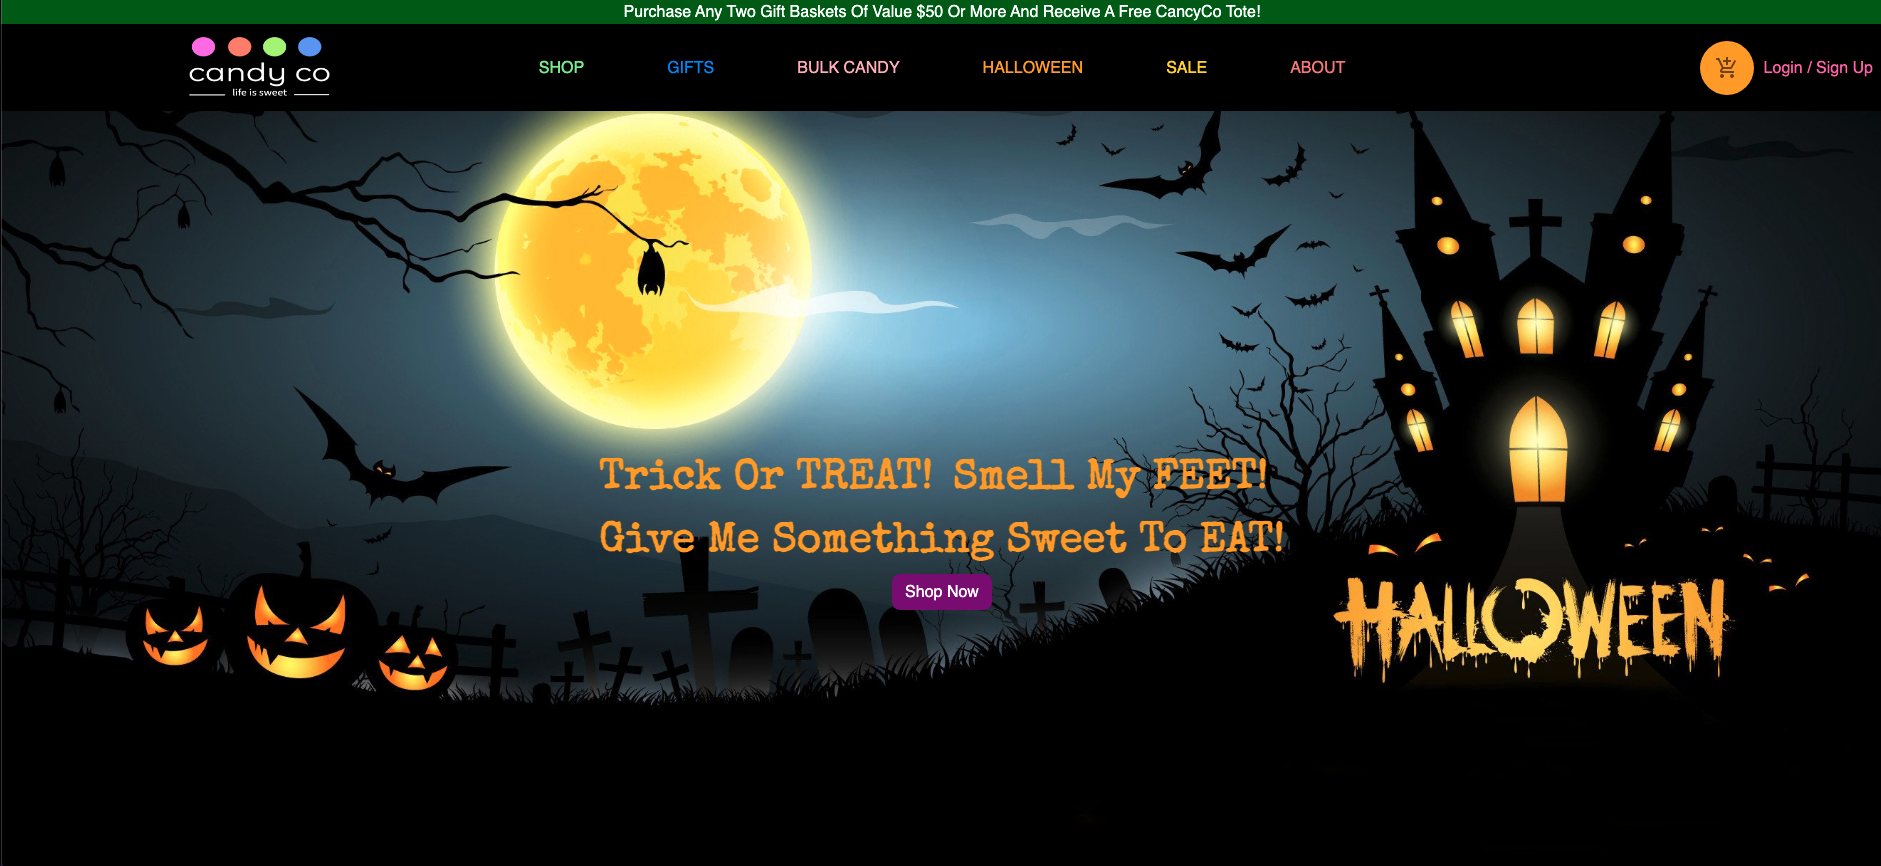 Purchase Any Two Gift Baskets Of Value $50 Or More And Receive A Free CancyCo Tote!
candy co
life is sweet
SHOP GIFTS BULK CANDY HALLOWEEN SALE ABOUT
Login / Sign Up
Trick Or TREAT! Smell My FEET!
Give Me Something Sweet To EAT!
Shop Now
HALLOWEEN